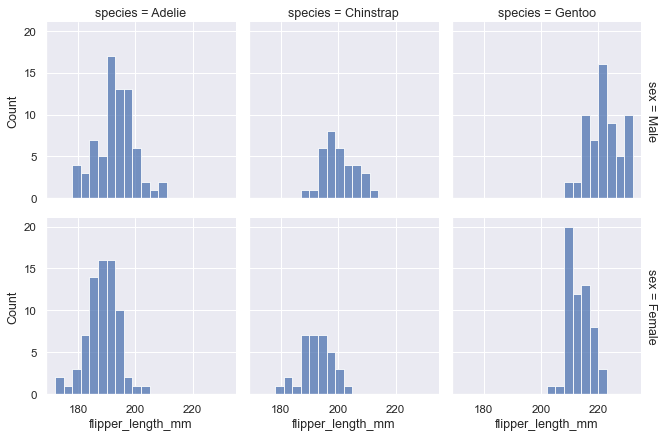 species = Adelie
species = Chinstrap
species = Gentoo
20
15
10
5
0
Count
sex = Male
20
15
10
5
0
Count
sex = Female
180 200 220
180 200 220
180 200 220
flipper_length_mm
flipper_length_mm
flipper_length_mm